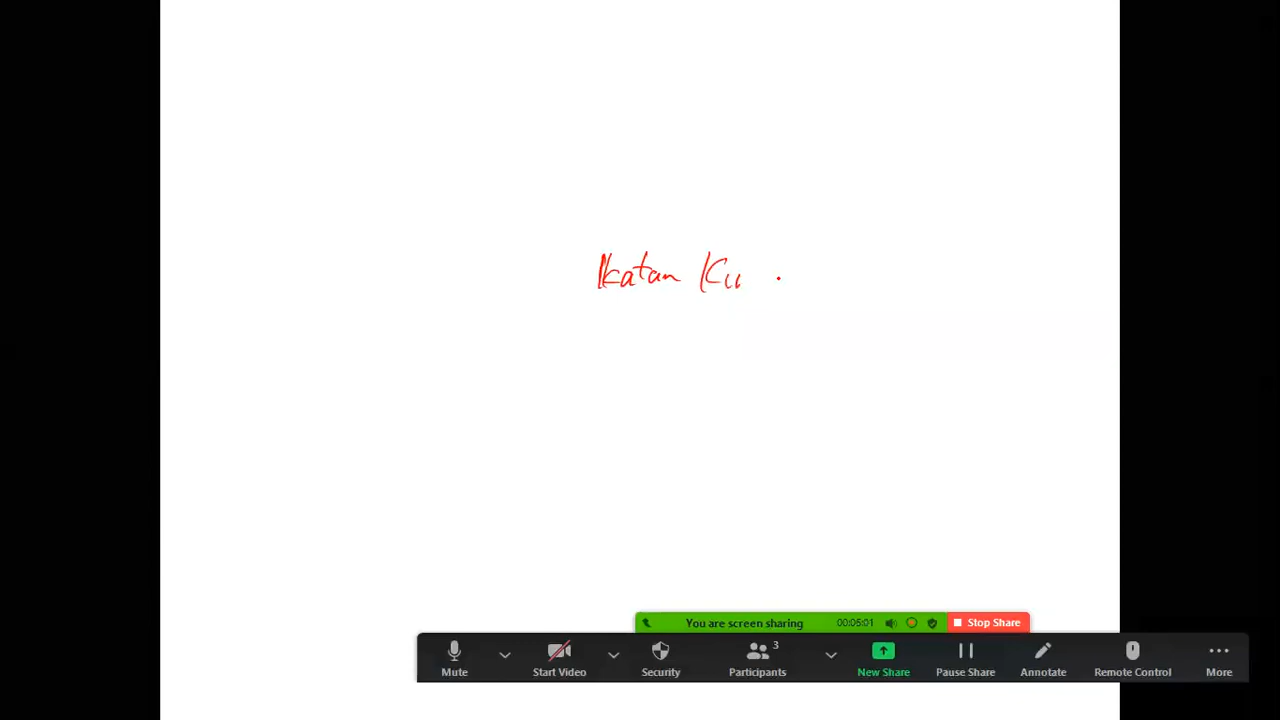 Ikatan
You are screen sharing
00:05:01
Stop Share
Mute
Start Video
Security
3
Participants
New Share
Pause Share
Annotate
Remote Control
More